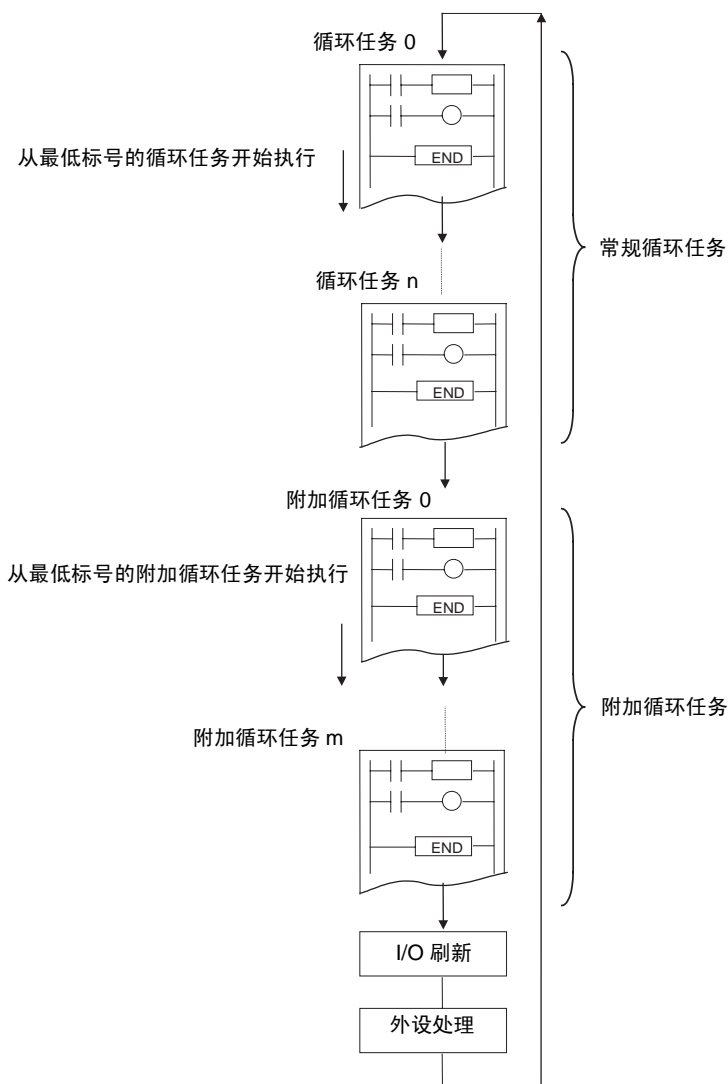 循环任务 0
END
从最低标号的循环任务开始执行
常规循环任务
循环任务 n
END
附加循环任务 0
从最低标号的附加循环任务开始执行
END
附加循环任务
附加循环任务 m
END
I/O 刷新
外设处理